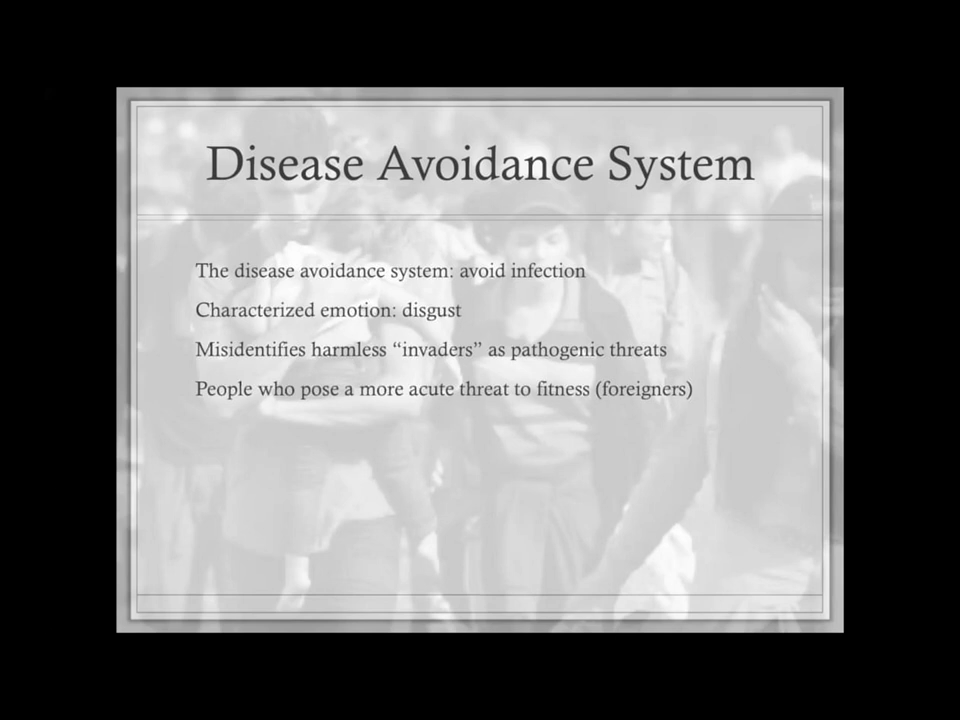 Disease Avoidance System
The disease avoidance system: avoid infection
Characterized emotion: disgust
Misidentifies harmless “invaders” as pathogenic threats
People who pose a more acute threat to fitness (foreigners)